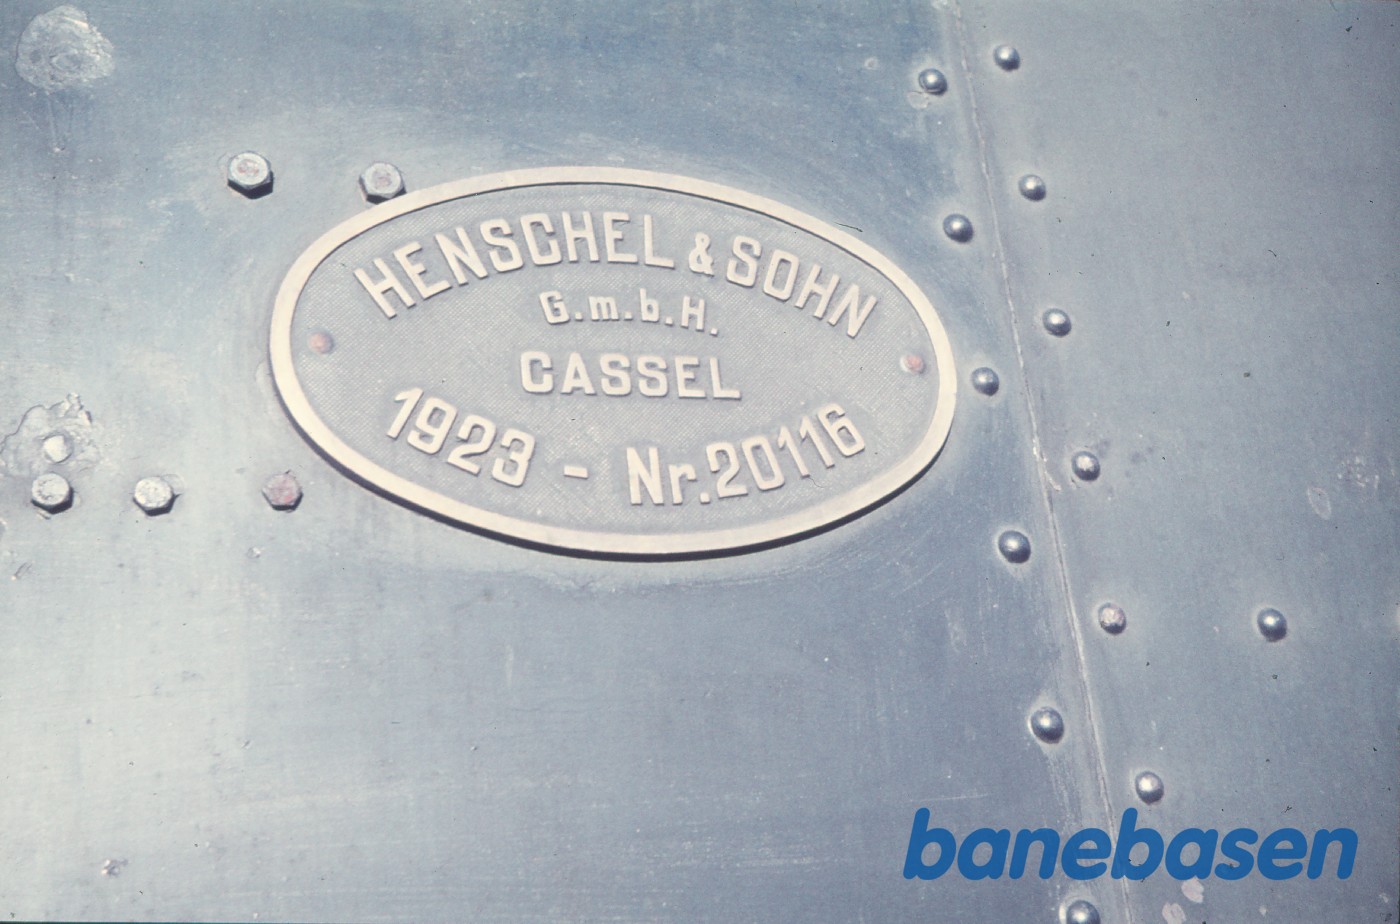 HENSCHEL & SOHN
G.m.b.H.
CASSEL
1923 - Nr. 20116
banebasen